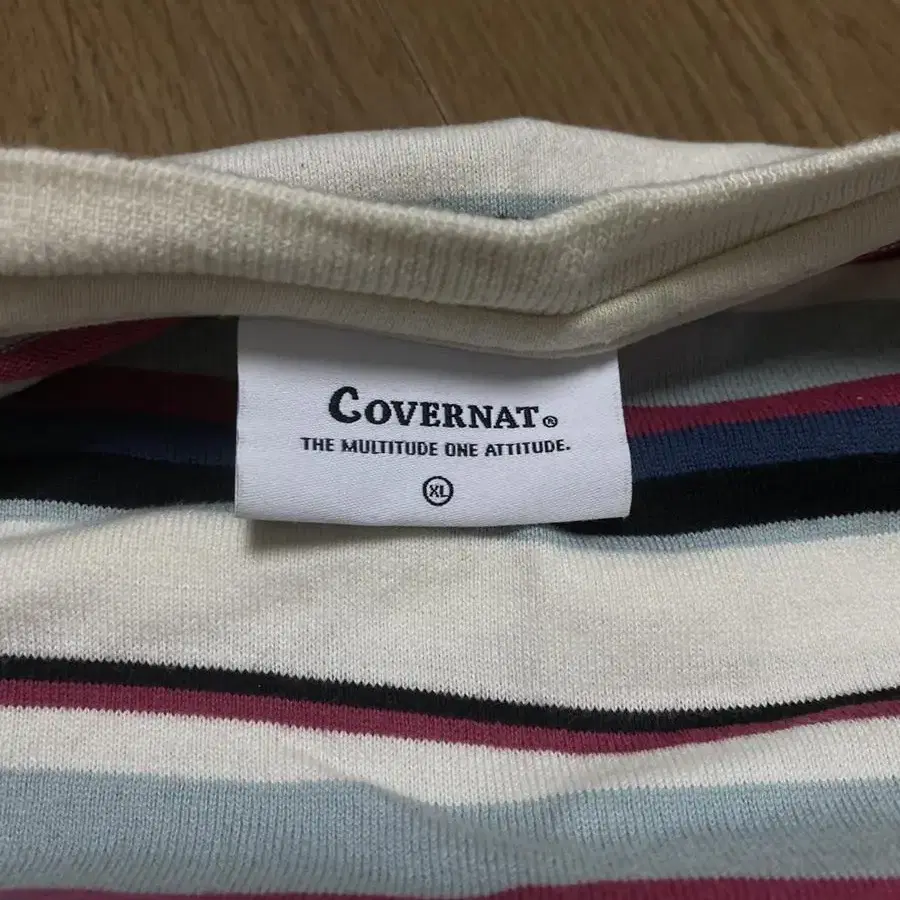 COVERNAT®
THE MULTITUDE ONE ATTITUDE.
XL